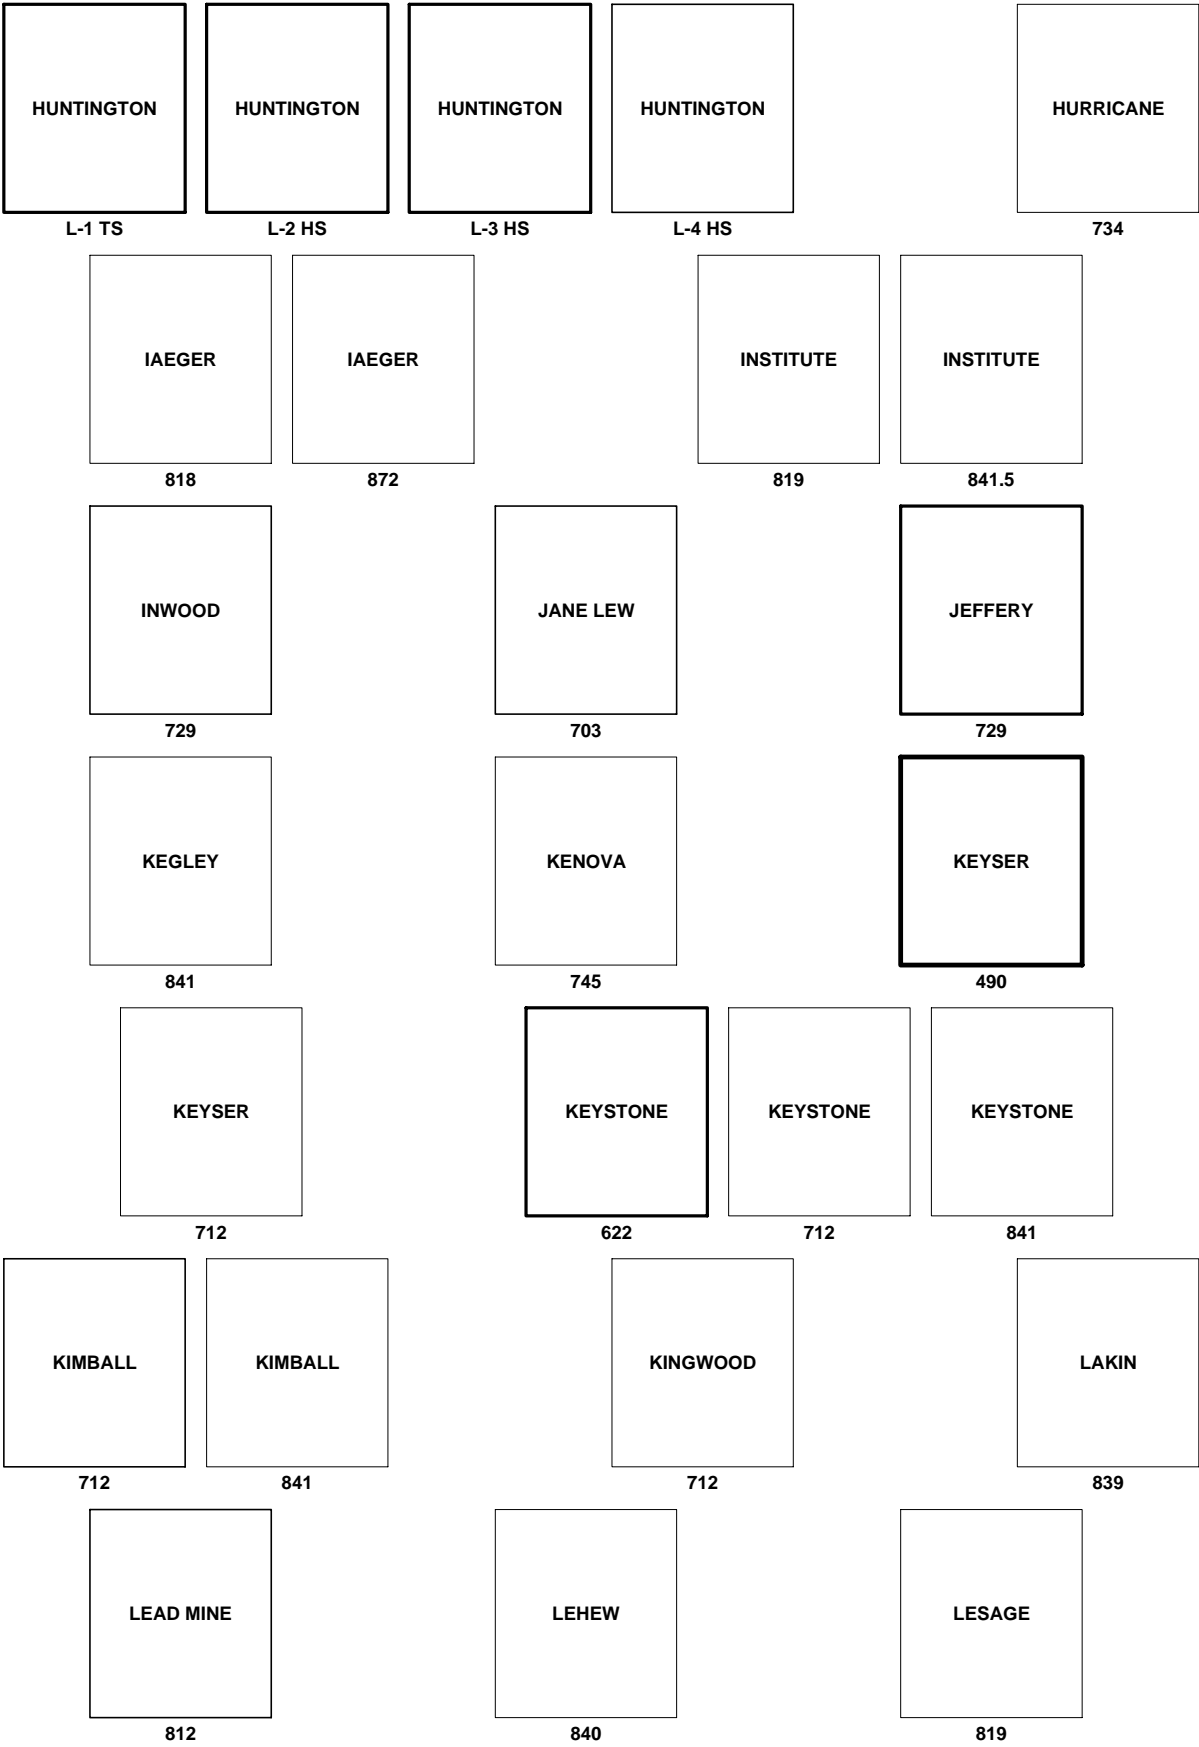 HUNTINGTON HUNTINGTON HUNTINGTON HUNTINGTON HURRICANE
L-1 TS L-2 HS L-3 HS L-4 HS 734
IAEGER IAEGER INSTITUTE INSTITUTE
818 872 819 841.5
INWOOD JANE LEW JEFFERY
729 703 729
KEGLEY KENOVA KEYSER
841 745 490
KEYSER KEYSTONE KEYSTONE KEYSTONE
712 622 712 841
KIMBALL KIMBALL KINGWOOD LAKIN
712 841 712 839
LEAD MINE LEHEW LESAGE
812 840 819